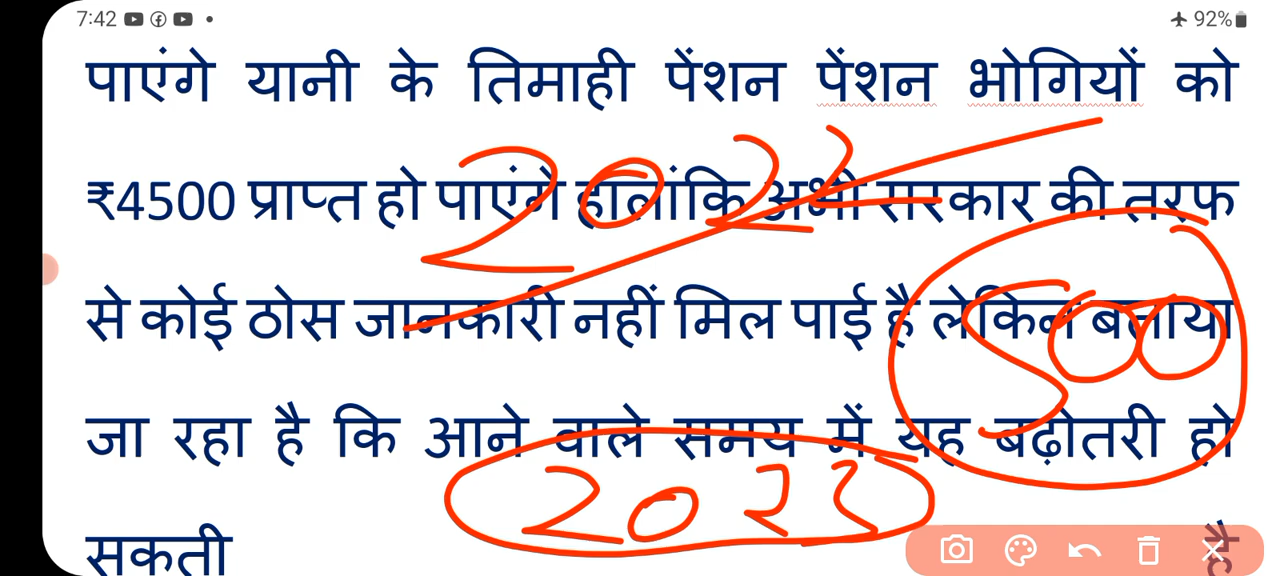 7:42 92%
पाएंगे यानी के तिमाही पेंशन पेंशन भोगियों को
₹4500 प्राप्त हो पाएंगे हालांकि अभी सरकार की तरफ
2022
से कोई ठोस जानकारी नहीं मिल पाई है लेकिन बताया
500
जा रहा है कि आने वाले समय में यह बढ़ोतरी हो
2023
सकती